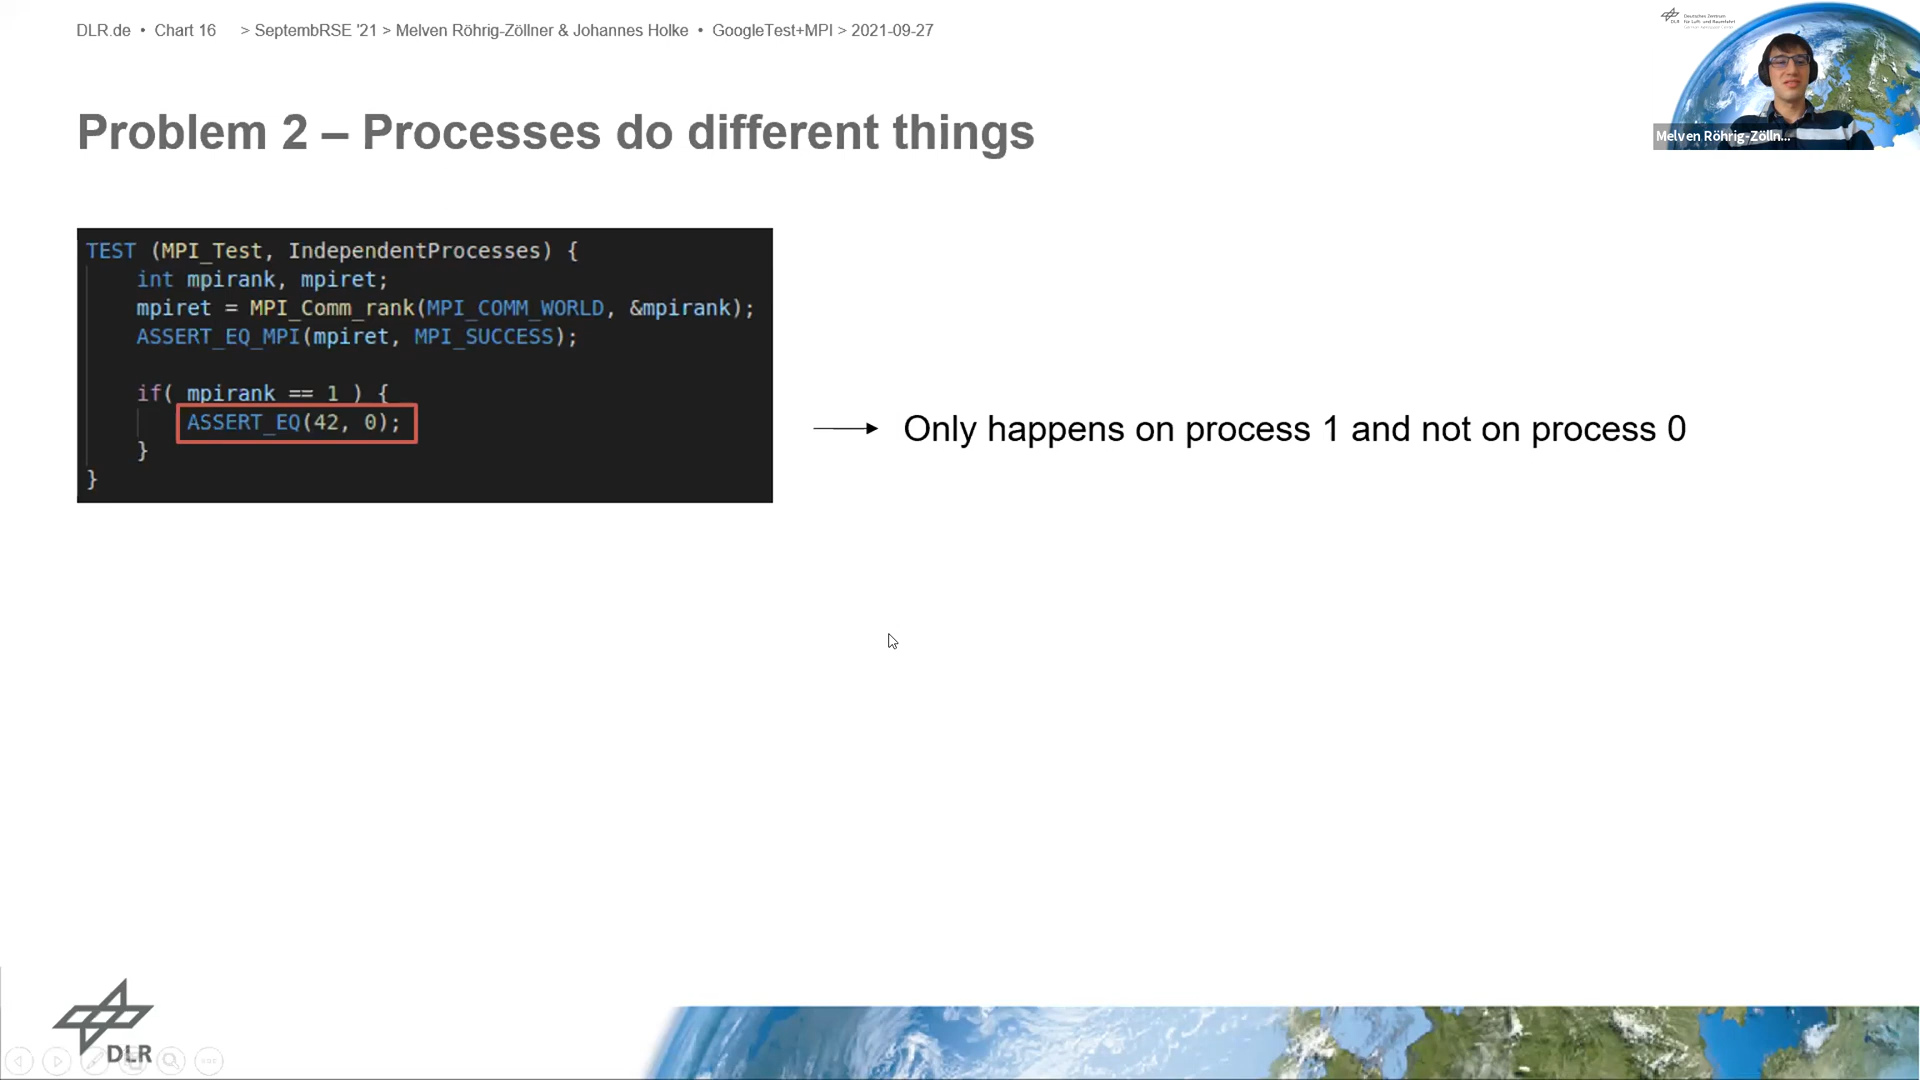 DLR.de • Chart 16 > SeptembRSE '21 > Melven Röhrig-Zöllner & Johannes Holke • GoogleTest+MPI > 2021-09-27
Problem 2 – Processes do different things
Melven Röhrig-Zölln...
TEST (MPI_Test, IndependentProcesses) {
int mpirank, mpiret;
mpiret = MPI_Comm_rank(MPI_COMM_WORLD, &mpirank);
ASSERT_EQ_MPI(mpiret, MPI_SUCCESS);
if( mpirank == 1 ) {
ASSERT_EQ(42, 0);
}
}
Only happens on process 1 and not on process 0
DLR